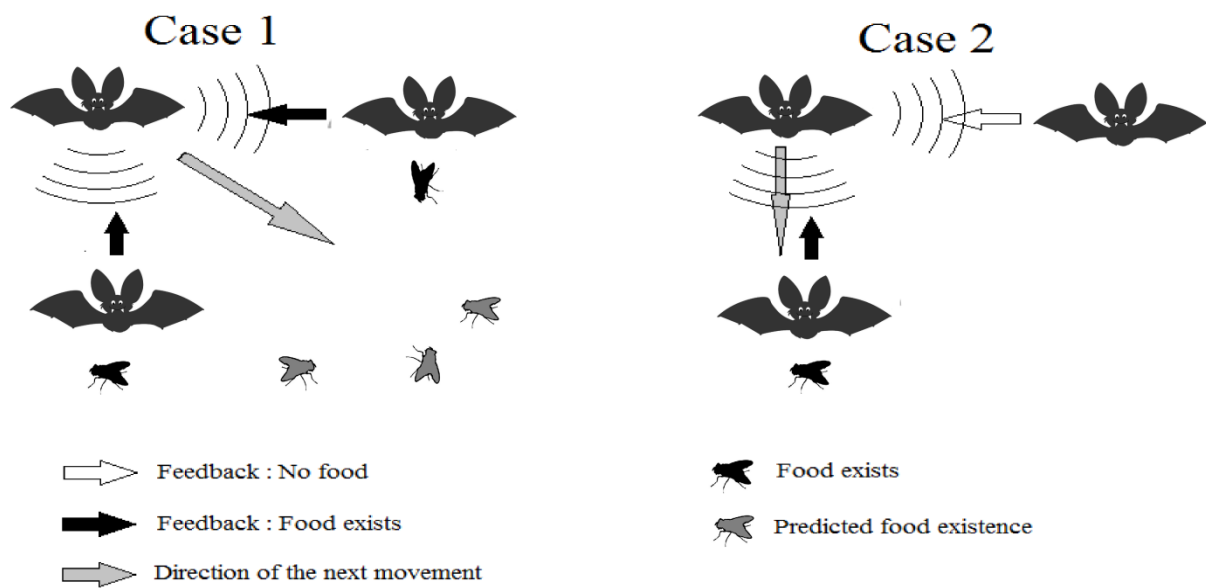 Case 1
Case 2
Feedback : No food
Feedback : Food exists
Direction of the next movement
Food exists
Predicted food existence